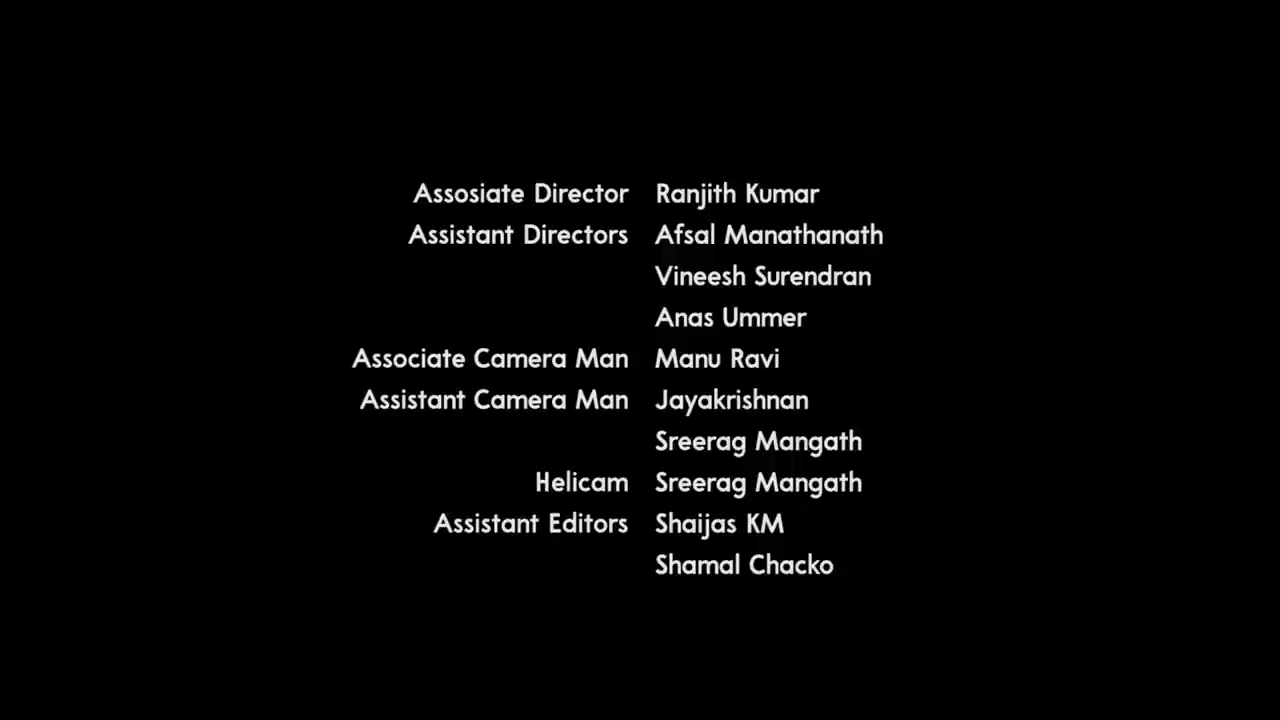 Assosiate Director Ranjith Kumar
Assistant Directors Afsal Manathanath
Vineesh Surendran
Anas Ummer
Associate Camera Man Manu Ravi
Assistant Camera Man Jayakrishnan
Sreerag Mangath
Helicam Sreerag Mangath
Assistant Editors Shaijas KM
Shamal Chacko